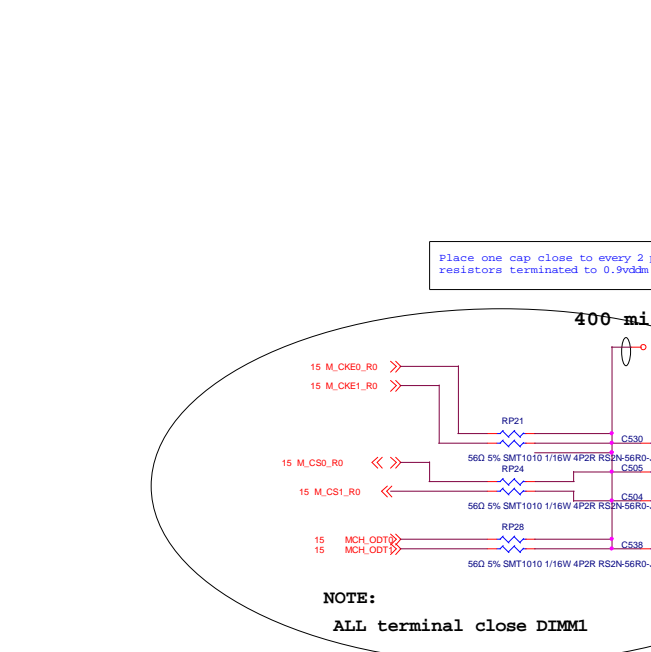 Place one cap close to every 2 p
resistors terminated to 0.9vddm
400 mi
15 M_CKE0_R0
15 M_CKE1_R0
RP21
C530
56Ω 5% SMT1010 1/16W 4P2R RS2N-56R0-J
15 M_CS0_R0
RP24
C505
15 M_CS1_R0
C504
56Ω 5% SMT1010 1/16W 4P2R RS2N-56R0-J
RP28
15 MCH_ODT0
15 MCH_ODT1
C538
56Ω 5% SMT1010 1/16W 4P2R RS2N-56R0-J
NOTE:
ALL terminal close DIMM1